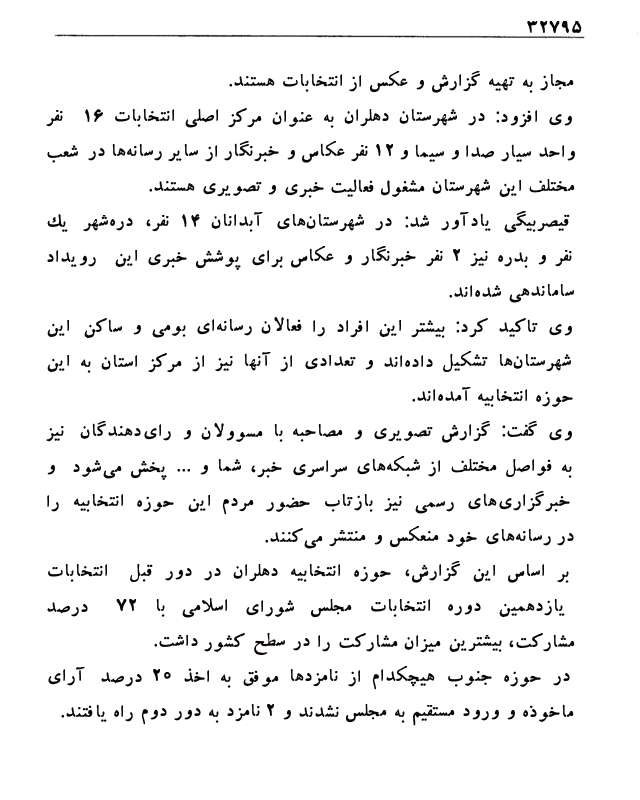 ۳۲۷۹۵
مجاز به تهیه گزارش و عکس از انتخابات هستند.
وی افزود: در شهرستان دهلران به عنوان مرکز اصلی انتخابات ۱۶ نفر
واحد سیار صدا و سیما و ۱۲ نفر عکاس و خبرنگار از سایر رسانه‌ها در شعب
مختلف این شهرستان مشغول فعالیت خبری و تصویری هستند.
قیصربیگی یادآور شد: در شهرستان‌های آبدانان ۱۴ نفر، دره‌شهر یك
نفر و بدره نیز ۲ نفر خبرنگار و عکاس برای پوشش خبری این رویداد
ساماندهی شده‌اند.
وی تاکید کرد: بیشتر این افراد را فعالان رسانه‌ای بومی و ساکن این
شهرستان‌ها تشکیل داده‌اند و تعدادی از آنها نیز از مرکز استان به این
حوزه انتخابیه آمده‌اند.
وی گفت: گزارش تصویری و مصاحبه با مسوولان و رای‌دهندگان نیز
به فواصل مختلف از شبکه‌های سراسری خبر، شما و ... پخش می‌شود و
خبرگزاری‌های رسمی نیز بازتاب حضور مردم این حوزه انتخابیه را
در رسانه‌های خود منعکس و منتشر می‌کنند.
بر اساس این گزارش، حوزه انتخابیه دهلران در دور قبل انتخابات
یازدهمین دوره انتخابات مجلس شورای اسلامی با ۷۲ درصد
مشارکت، بیشترین میزان مشارکت را در سطح کشور داشت.
در حوزه جنوب هیچکدام از نامزدها موفق به اخذ ۲۰ درصد آرای
ماخوذه و ورود مستقیم به مجلس نشدند و ۲ نامزد به دور دوم راه یافتند.